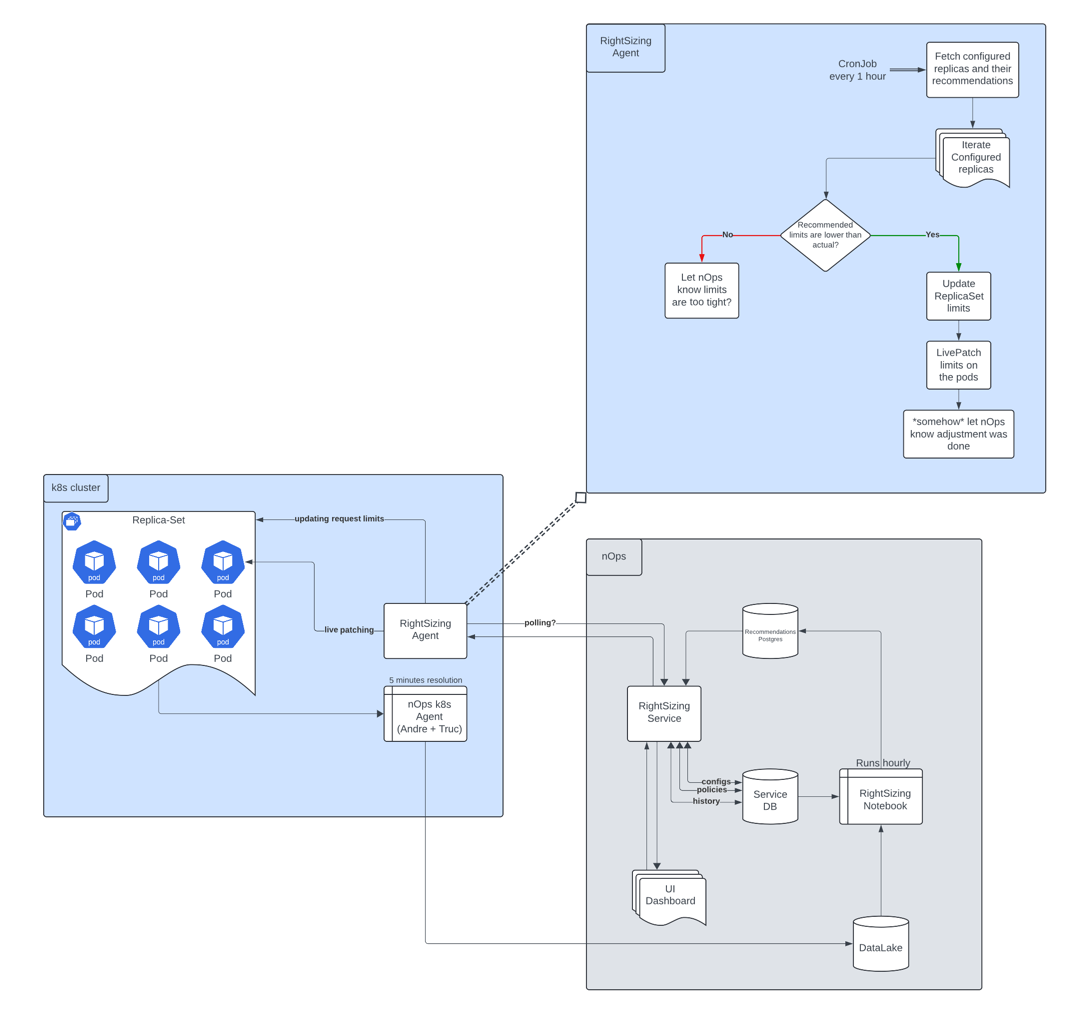 RightSizing
Agent
CronJob
every 1 hour
Fetch configured
replicas and their
recommendations
Iterate
Configured
replicas
Recommended
limits are lower than
actual?
No
Yes
Let nOps
know limits
are too tight?
Update
ReplicaSet
limits
LivePatch
limits on
the pods
*somehow* let nOps
know adjustment was
done
k8s cluster
Replica-Set
pod
pod
pod
Pod
Pod
Pod
pod
pod
pod
Pod
Pod
Pod
updating request limits
live patching
RightSizing
Agent
5 minutes resolution
nOps k8s
Agent
(Andre + Truc)
polling?
nOps
Recommendations
Postgres
RightSizing
Service
configs
policies
history
Service
DB
Runs hourly
RightSizing
Notebook
UI
Dashboard
DataLake